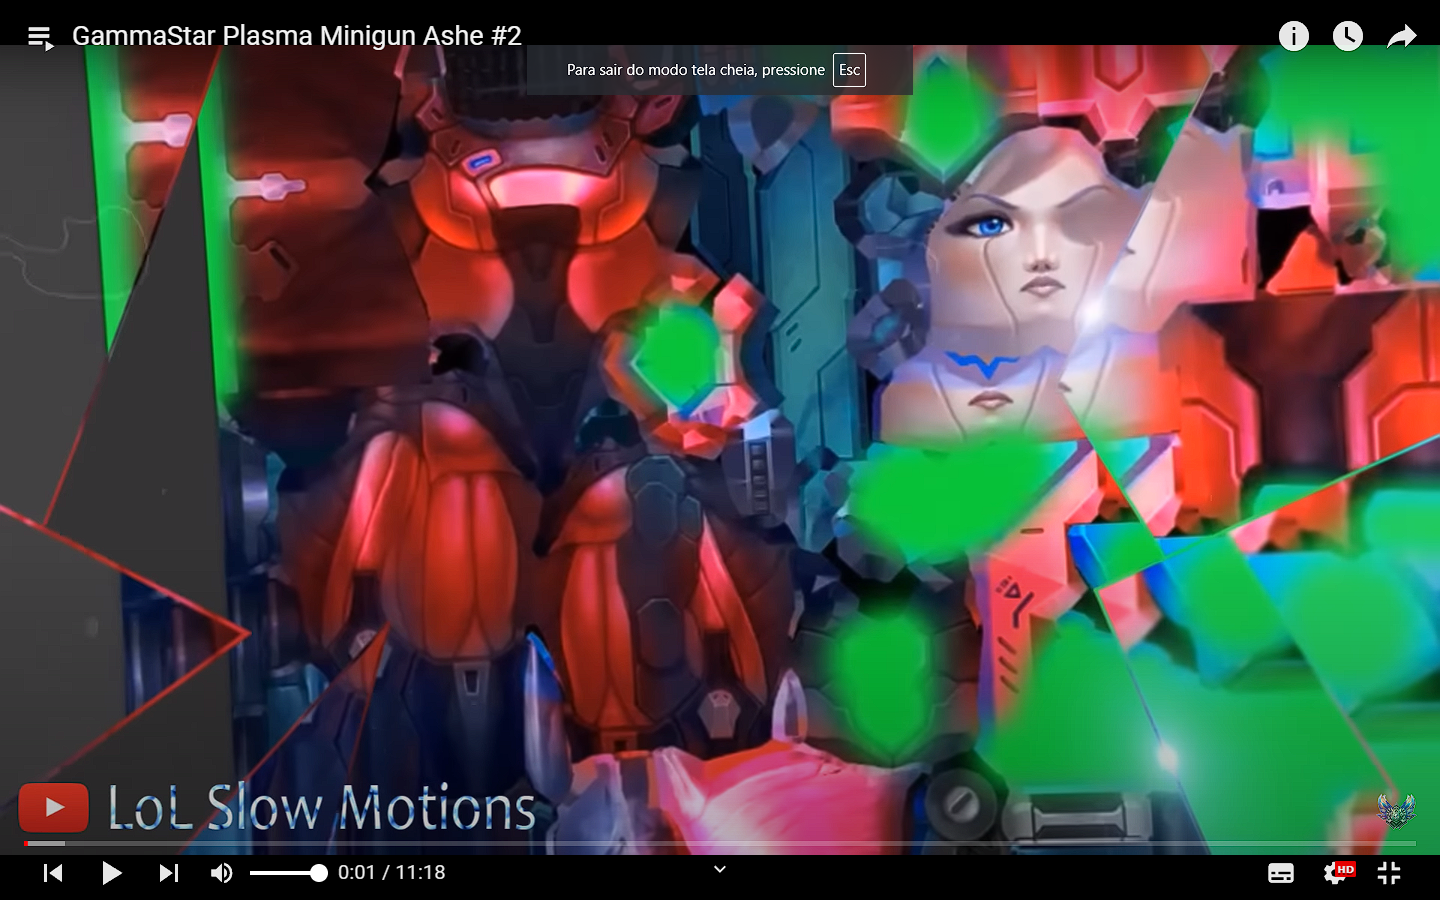 GammaStar Plasma Minigun Ashe #2
Para sair do modo tela cheia, pressione Esc
LoL Slow Motions
0:01 / 11:18
HD